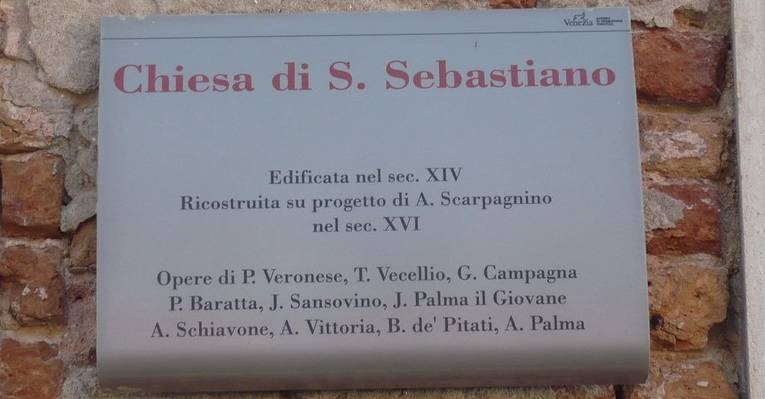 Venezia
Chiesa di S. Sebastiano
Edificata nel sec. XIV
Ricostruita su progetto di A. Scarpagnino
nel sec. XVI
Opere di P. Veronese, T. Vecellio, G. Campagna
P. Baratta, J. Sansovino, J. Palma il Giovane
A. Schiavone, A. Vittoria, B. de' Pitati, A. Palma